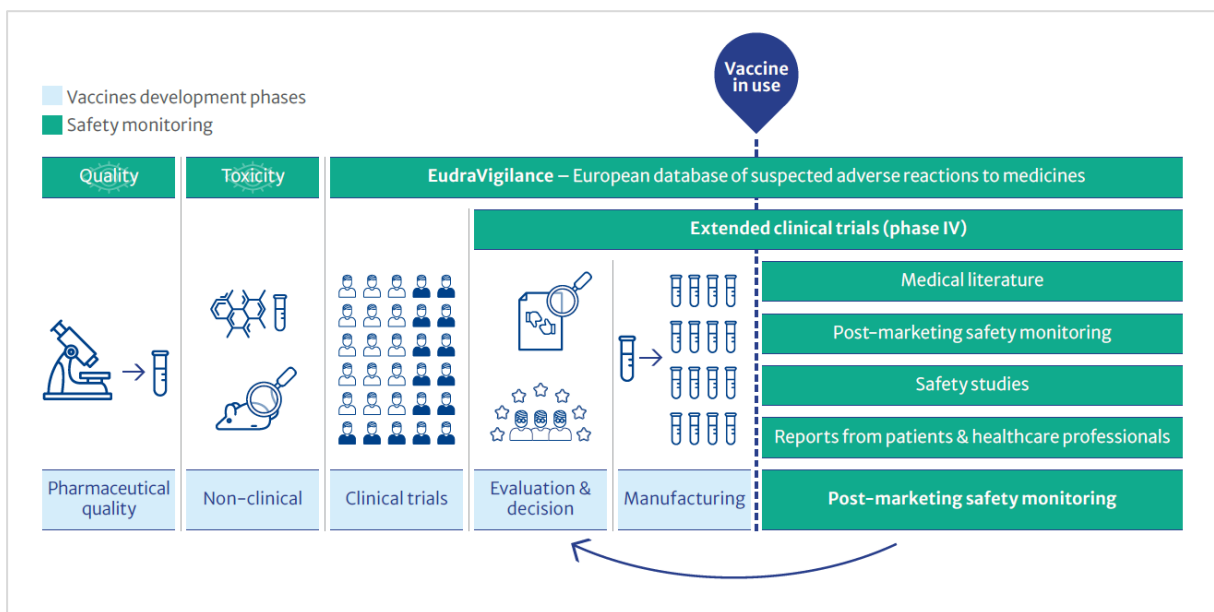 Vaccine
in use
Vaccines development phases
Safety monitoring
Quality
Toxicity
EudraVigilance – European database of suspected adverse reactions to medicines
Extended clinical trials (phase IV)
Medical literature
Post-marketing safety monitoring
Safety studies
Reports from patients & healthcare professionals
Pharmaceutical
quality
Non-clinical
Clinical trials
Evaluation &
decision
Manufacturing
Post-marketing safety monitoring